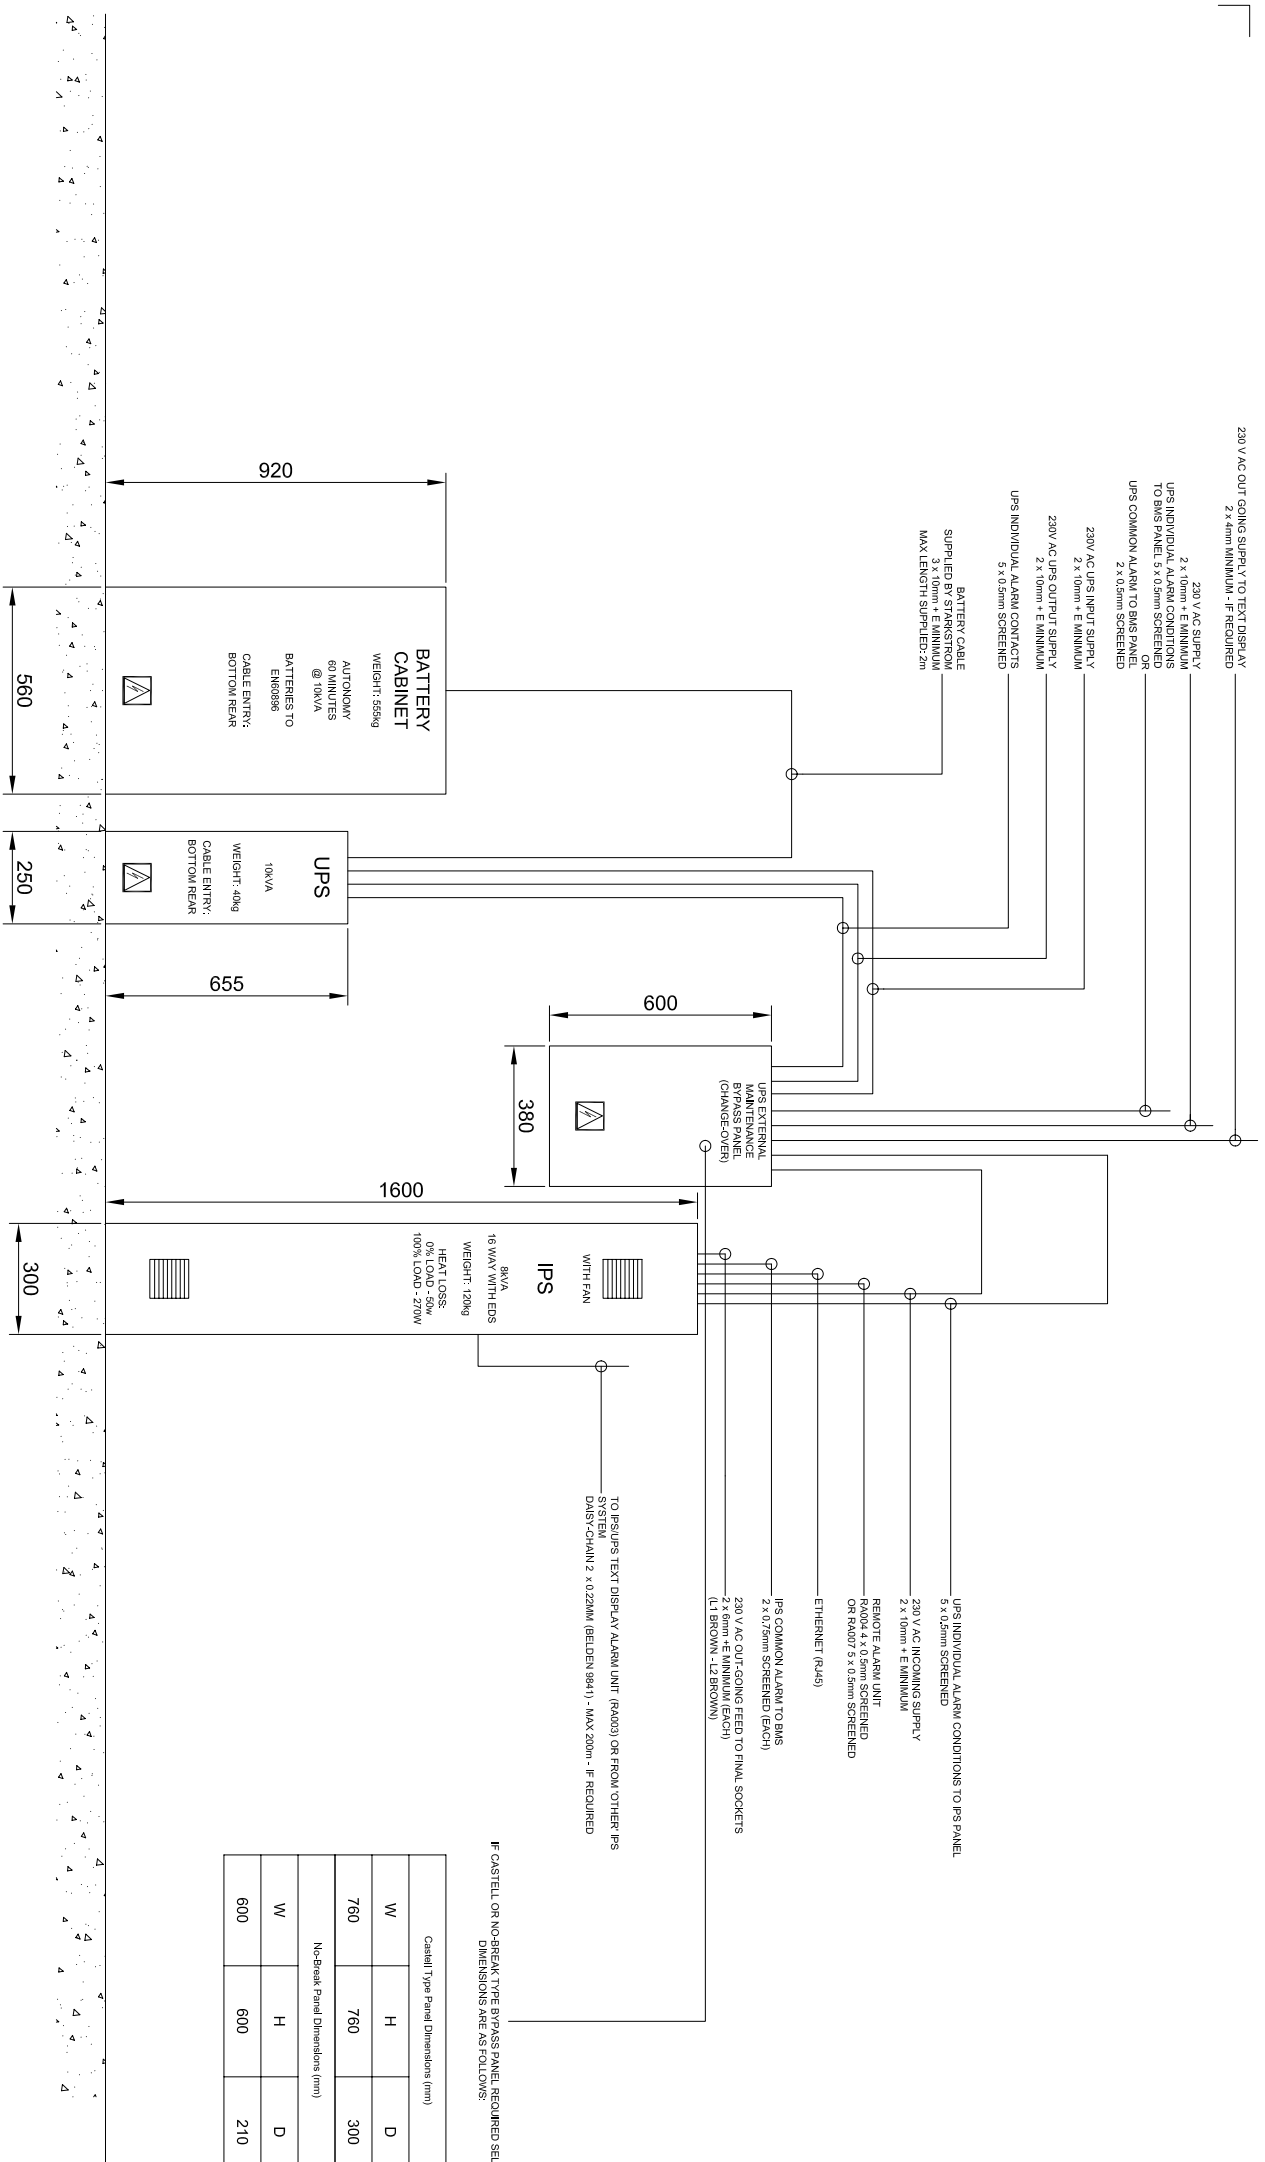 230 V AC OUT GOING SUPPLY TO TEXT DISPLAY
2 x 4mm MINIMUM - IF REQUIRED
230 V AC SUPPLY
2 x 10mm + E MINIMUM
UPS INDIVIDUAL ALARM CONDITIONS
TO BMS PANEL 5 x 0.5mm SCREENED
OR
UPS COMMON ALARM TO BMS PANEL
2 x 0.5mm SCREENED
230V AC UPS INPUT SUPPLY
2 x 10mm + E MINIMUM
230V AC UPS OUTPUT SUPPLY
2 x 10mm + E MINIMUM
UPS INDIVIDUAL ALARM CONTACTS
5 x 0.5mm SCREENED
BATTERY CABLE
SUPPLIED BY STARKSTROM
3 x 10mm + E MINIMUM
MAX LENGTH SUPPLIED: 2m
UPS INDIVIDUAL ALARM CONDITIONS TO IPS PANEL
5 x 0.5mm SCREENED
230 V AC INCOMING SUPPLY
2 x 10mm + E MINIMUM
REMOTE ALARM UNIT
RA004 4 x 0.5mm SCREENED
OR RA007 5 x 0.5mm SCREENED
ETHERNET (RJ45)
IPS COMMON ALARM TO BMS
2 x 0.75mm SCREENED (EACH)
230 V AC OUT-GOING FEED TO FINAL SOCKETS
2 x 6mm +E MINIMUM (EACH)
(L1 BROWN - L2 BROWN)
TO IPS/UPS TEXT DISPLAY ALARM UNIT (RA003) OR FROM 'OTHER' IPS
SYSTEM
DAISY-CHAIN 2 x 0.22MM (BELDEN 9841) - MAX 200m - IF REQUIRED
920
BATTERY
CABINET
WEIGHT: 555kg
AUTONOMY
60 MINUTES
@ 10kVA
BATTERIES TO
EN60896
CABLE ENTRY:
BOTTOM REAR
560
UPS
10kVA
WEIGHT: 40kg
CABLE ENTRY:
BOTTOM REAR
250
655
600
UPS EXTERNAL
MAINTENANCE
BYPASS PANEL
(CHANGE-OVER)
380
1600
WITH FAN
IPS
8kVA
16 WAY WITH EDS
WEIGHT: 120kg
HEAT LOSS:
0% LOAD - 50w
100% LOAD - 270W
300
IF CASTELL OR NO-BREAK TYPE BYPASS PANEL REQUIRED
DIMENSIONS ARE AS FOLLOWS:
Castell Type Panel Dimensions (mm)
W H D
760 760 300
No-Break Panel Dimensions (mm)
W H D
600 600 210